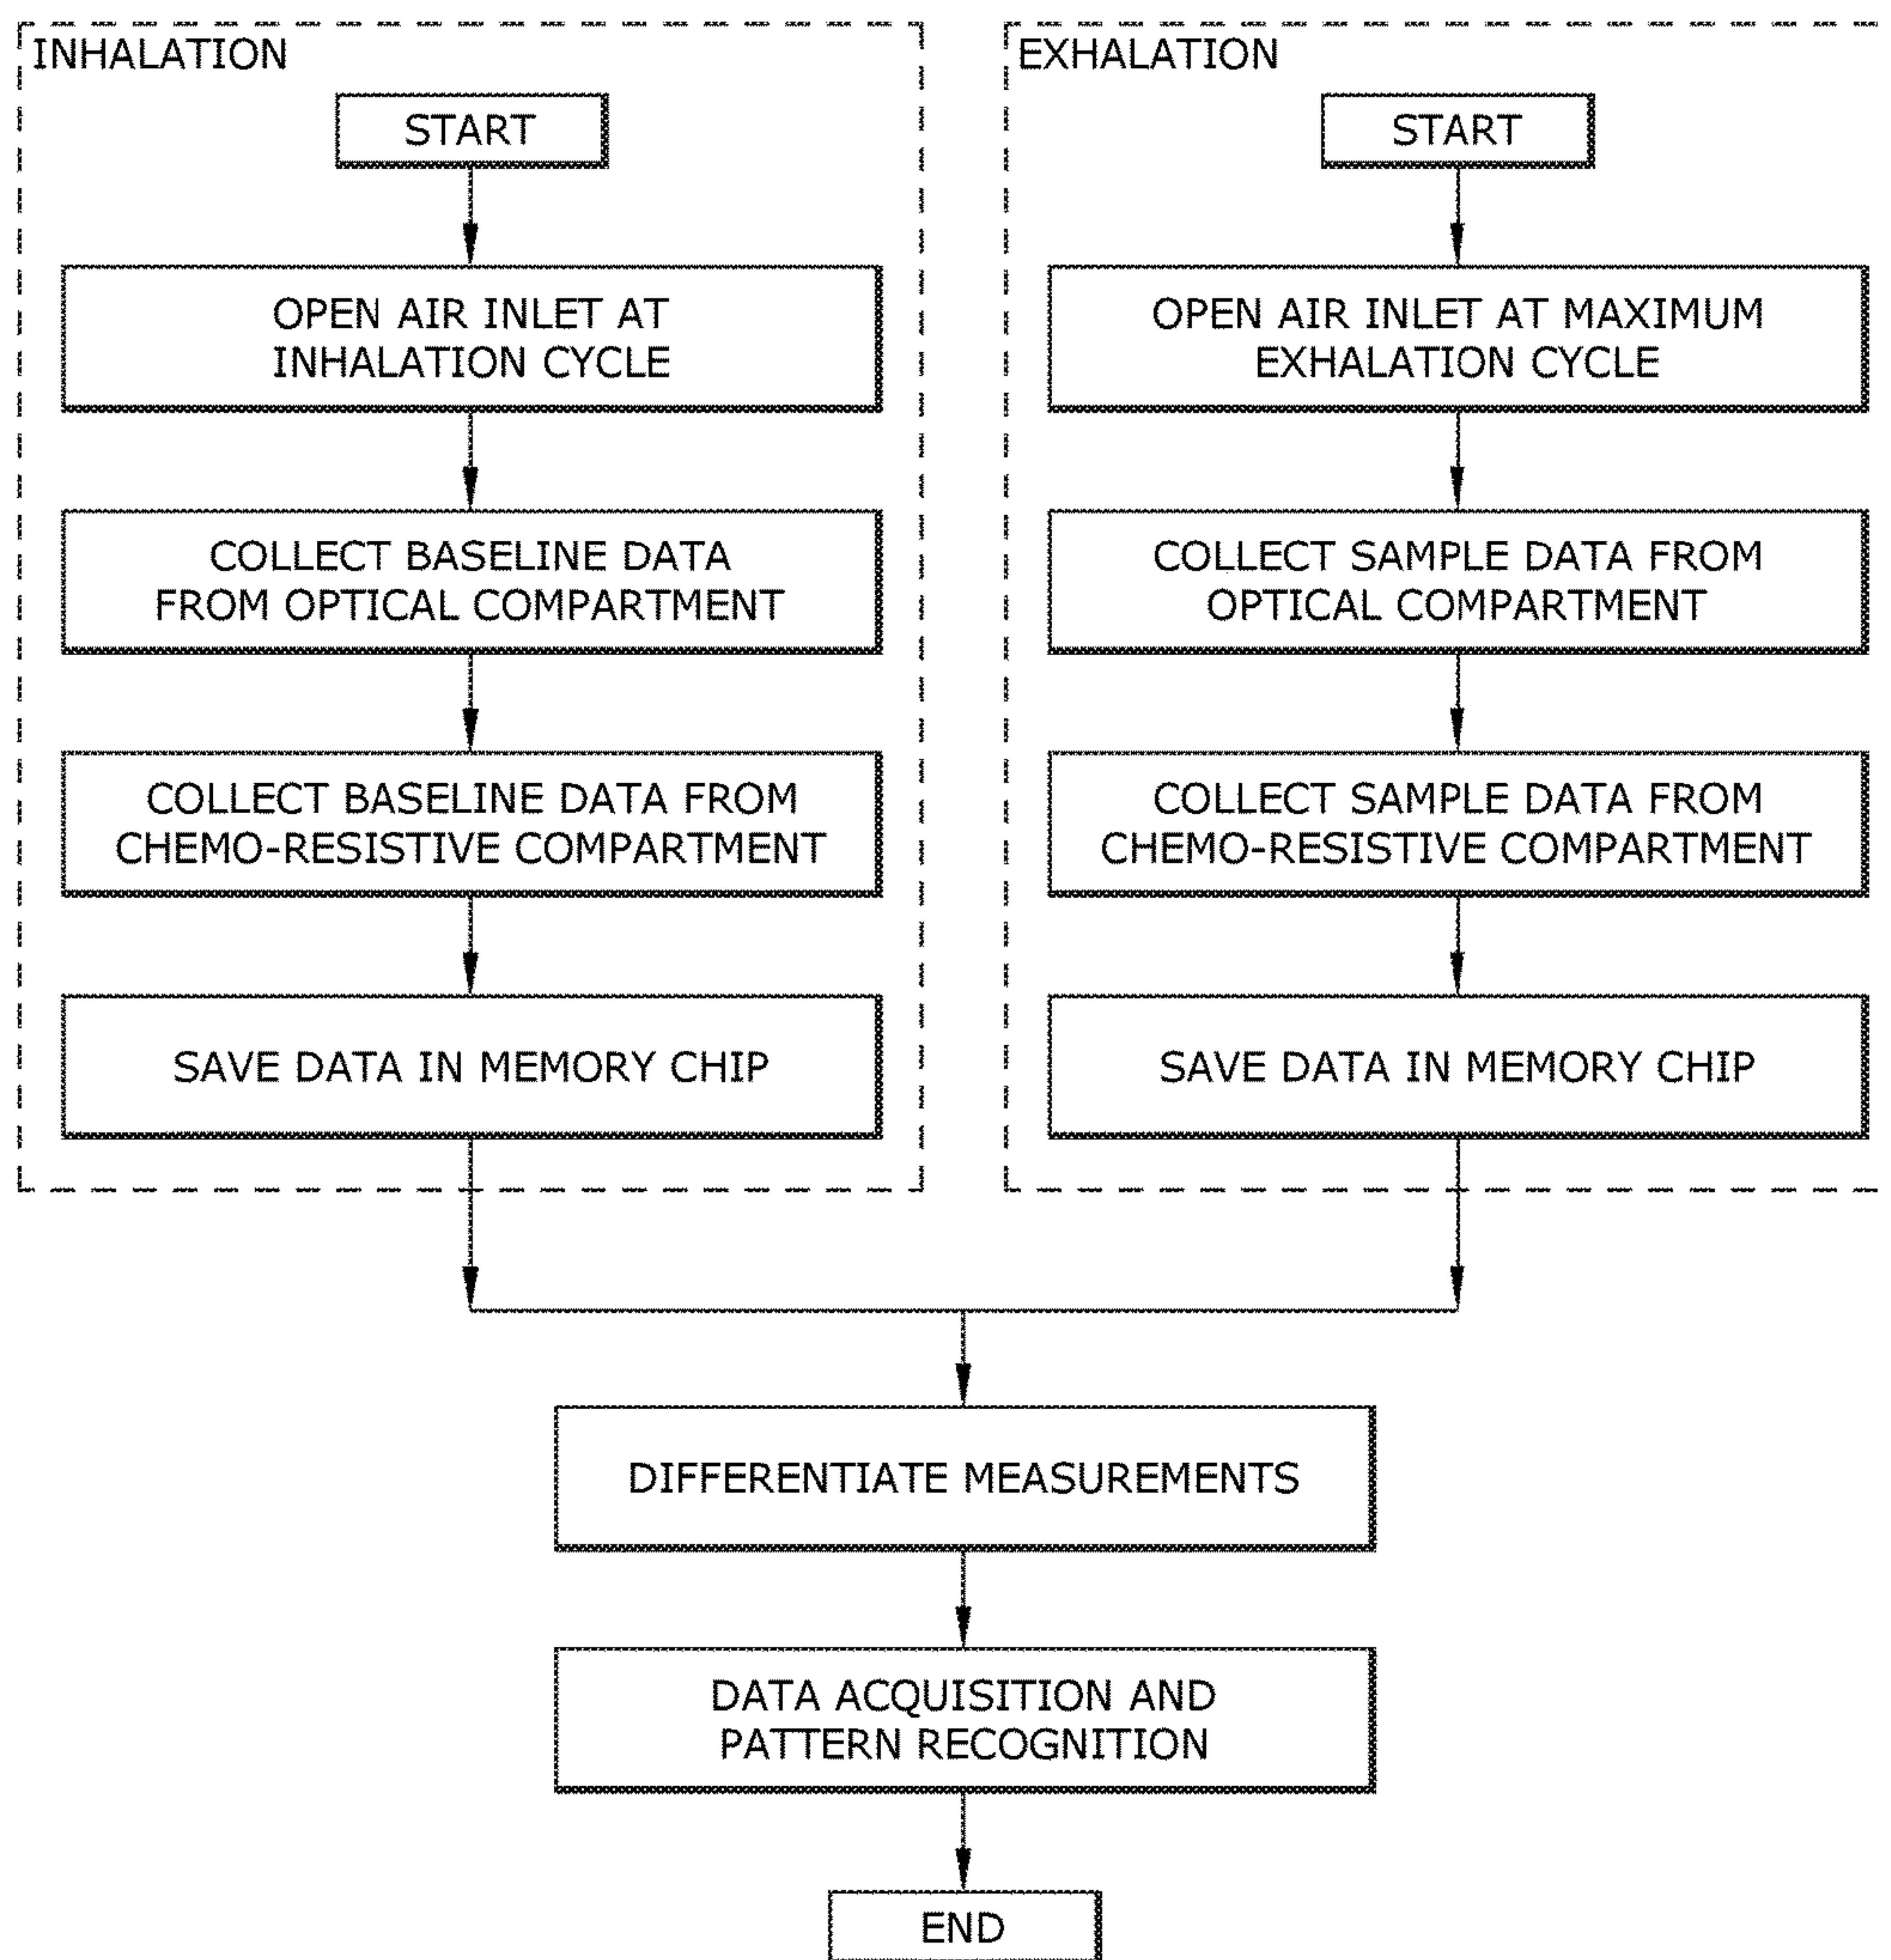 INHALATION
START
OPEN AIR INLET AT
INHALATION CYCLE
COLLECT BASELINE DATA
FROM OPTICAL COMPARTMENT
COLLECT BASELINE DATA FROM
CHEMO-RESISTIVE COMPARTMENT
SAVE DATA IN MEMORY CHIP
EXHALATION
START
OPEN AIR INLET AT MAXIMUM
EXHALATION CYCLE
COLLECT SAMPLE DATA FROM
OPTICAL COMPARTMENT
COLLECT SAMPLE DATA FROM
CHEMO-RESISTIVE COMPARTMENT
SAVE DATA IN MEMORY CHIP
DIFFERENTIATE MEASUREMENTS
DATA ACQUISITION AND
PATTERN RECOGNITION
END